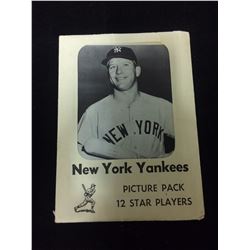 NEW YORK
New York Yankees
PICTURE PACK
12 STAR PLAYERS